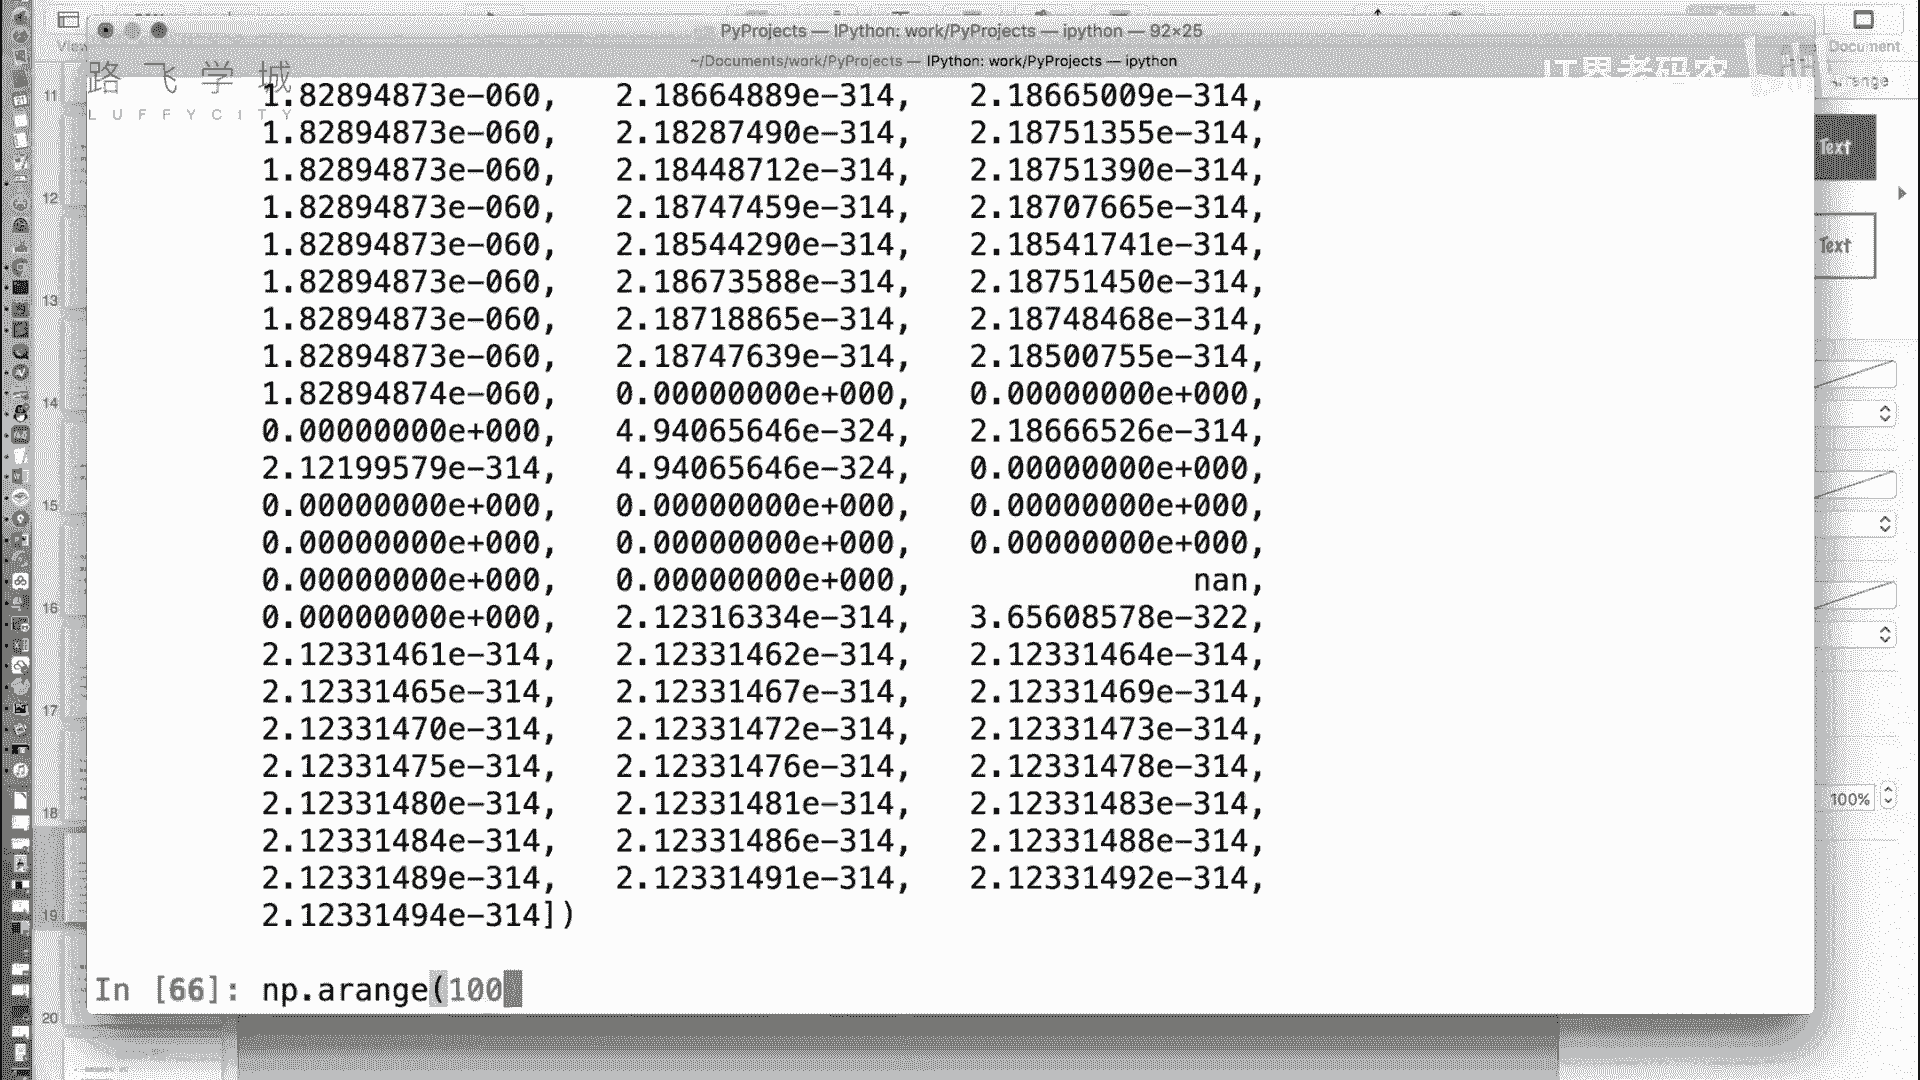 PyProjects — IPython: work/PyProjects — ipython — 92×25
Document
~/Documents/work/PyProjects — IPython: work/PyProjects — ipython
路飞学城
IT界老码农
LUFFYCITY
11
1.82894873e-060, 2.18664889e-314, 2.18665009e-314,
1.82894873e-060, 2.18287490e-314, 2.18751355e-314,
Text
1.82894873e-060, 2.18448712e-314, 2.18751390e-314,
12
1.82894873e-060, 2.18747459e-314, 2.18707665e-314,
1.82894873e-060, 2.18544290e-314, 2.18541741e-314,
Text
1.82894873e-060, 2.18673588e-314, 2.18751450e-314,
13
1.82894873e-060, 2.18718865e-314, 2.18748468e-314,
1.82894873e-060, 2.18747639e-314, 2.18500755e-314,
1.82894874e-060, 0.00000000e+000, 0.00000000e+000,
14
0.00000000e+000, 4.94065646e-324, 2.18666526e-314,
2.12199579e-314, 4.94065646e-324, 0.00000000e+000,
15
0.00000000e+000, 0.00000000e+000, 0.00000000e+000,
0.00000000e+000, 0.00000000e+000, 0.00000000e+000,
0.00000000e+000, 0.00000000e+000, nan,
16
0.00000000e+000, 2.12316334e-314, 3.65608578e-322,
2.12331461e-314, 2.12331462e-314, 2.12331464e-314,
2.12331465e-314, 2.12331467e-314, 2.12331469e-314,
17
2.12331470e-314, 2.12331472e-314, 2.12331473e-314,
2.12331475e-314, 2.12331476e-314, 2.12331478e-314,
100%
2.12331480e-314, 2.12331481e-314, 2.12331483e-314,
18
2.12331484e-314, 2.12331486e-314, 2.12331488e-314,
2.12331489e-314, 2.12331491e-314, 2.12331492e-314,
19
2.12331494e-314])
In [66]: np.arange(100
20